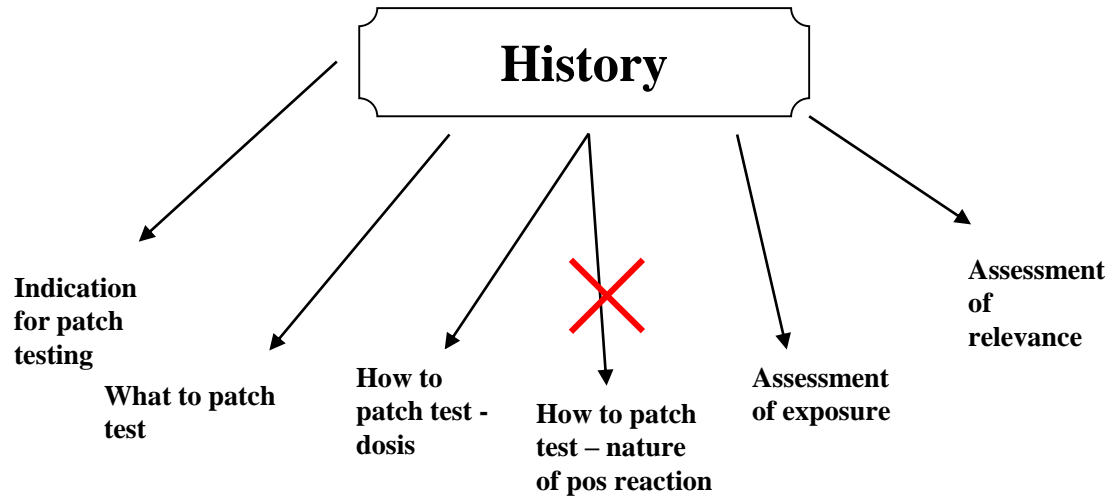 History
Indication
for patch
testing
What to patch
test
How to
patch test -
dosis
How to patch
test – nature
of pos reaction
Assessment
of exposure
Assessment
of
relevance